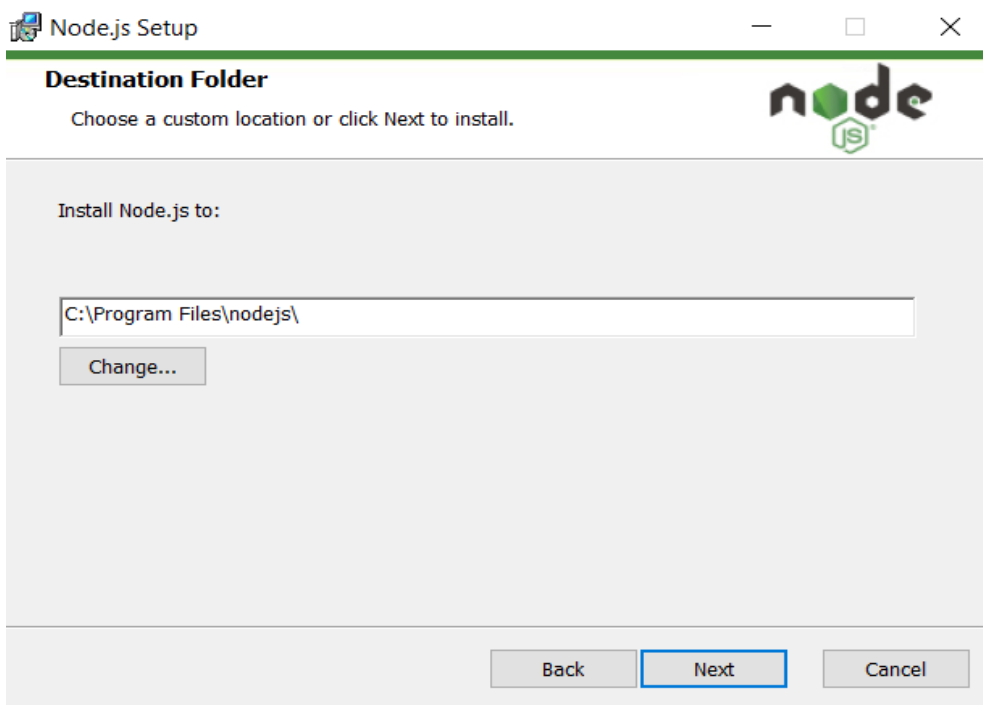 Node.js Setup
Destination Folder
Choose a custom location or click Next to install.
node
JS
Install Node.js to:
C:\Program Files\nodejs\
Change...
Back Next Cancel